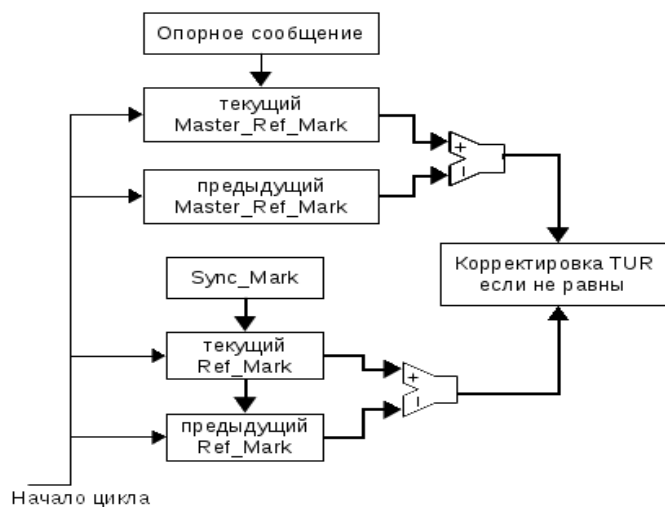 Опорное сообщение
текущий
Master_Ref_Mark
+
−
предыдущий
Master_Ref_Mark
Корректировка TUR
если не равны
Sync_Mark
текущий
Ref_Mark
+
−
предыдущий
Ref_Mark
Начало цикла